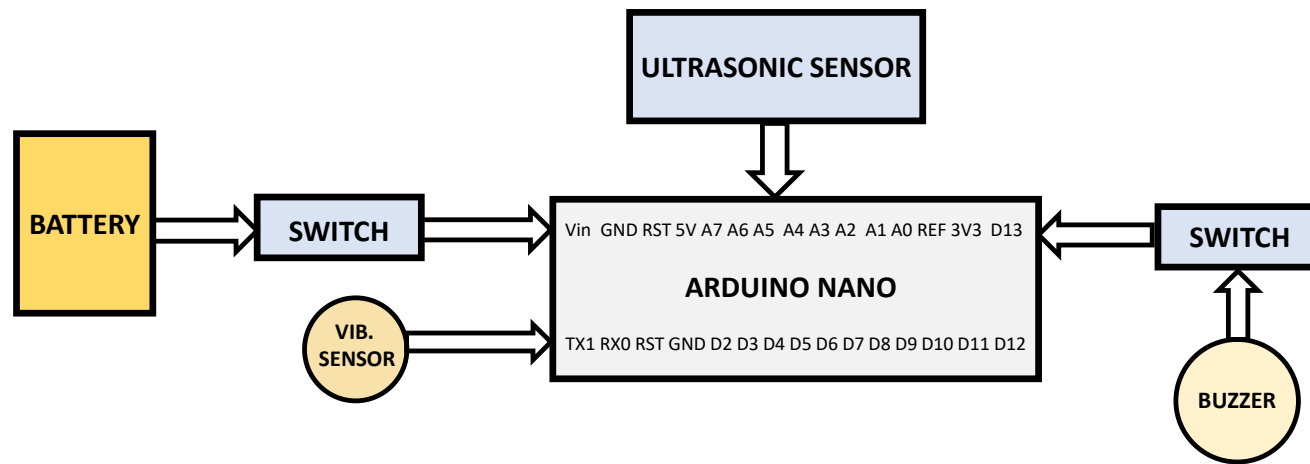 ULTRASONIC SENSOR
BATTERY
SWITCH
Vin GND RST 5V A7 A6 A5 A4 A3 A2 A1 A0 REF 3V3 D13
SWITCH
ARDUINO NANO
VIB.
SENSOR
TX1 RX0 RST GND D2 D3 D4 D5 D6 D7 D8 D9 D10 D11 D12
BUZZER